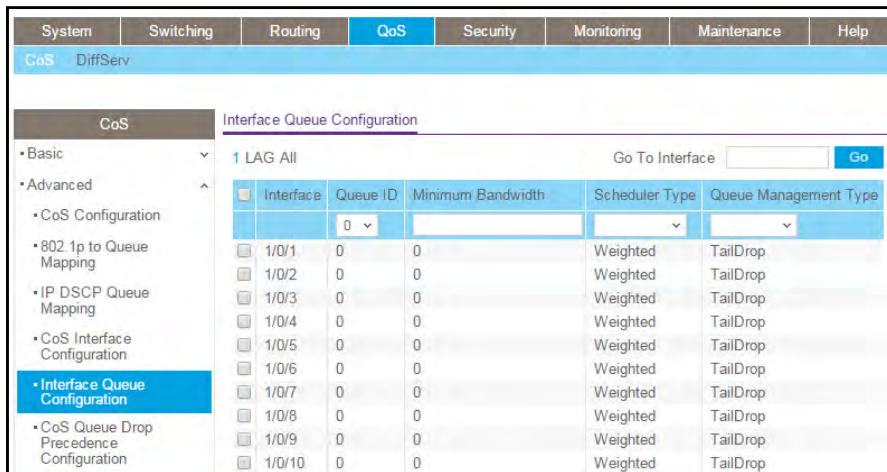 System Switching Routing QoS Security Monitoring Maintenance Help
CoS DiffServ
CoS
Basic
Advanced
CoS Configuration
802.1p to Queue
Mapping
IP DSCP Queue
Mapping
CoS Interface
Configuration
Interface Queue
Configuration
CoS Queue Drop
Precedence
Configuration
Interface Queue Configuration
1 LAG All Go To Interface Go
Interface Queue ID Minimum Bandwidth Scheduler Type Queue Management Type
0
1/0/1 0 0 Weighted TailDrop
1/0/2 0 0 Weighted TailDrop
1/0/3 0 0 Weighted TailDrop
1/0/4 0 0 Weighted TailDrop
1/0/5 0 0 Weighted TailDrop
1/0/6 0 0 Weighted TailDrop
1/0/7 0 0 Weighted TailDrop
1/0/8 0 0 Weighted TailDrop
1/0/9 0 0 Weighted TailDrop
1/0/10 0 0 Weighted TailDrop